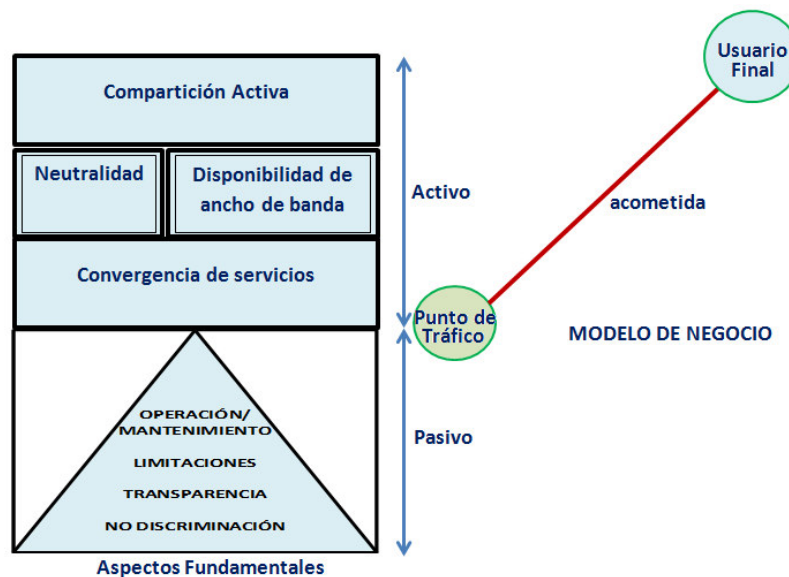 Compartición Activa
Neutralidad
Disponibilidad de
ancho de banda
Convergencia de servicios
OPERACIÓN/
MANTENIMIENTO
LIMITACIONES
TRANSPARENCIA
NO DISCRIMINACIÓN
Aspectos Fundamentales
Activo
Pasivo
Usuario
Final
acometida
Punto de
Tráfico
MODELO DE NEGOCIO